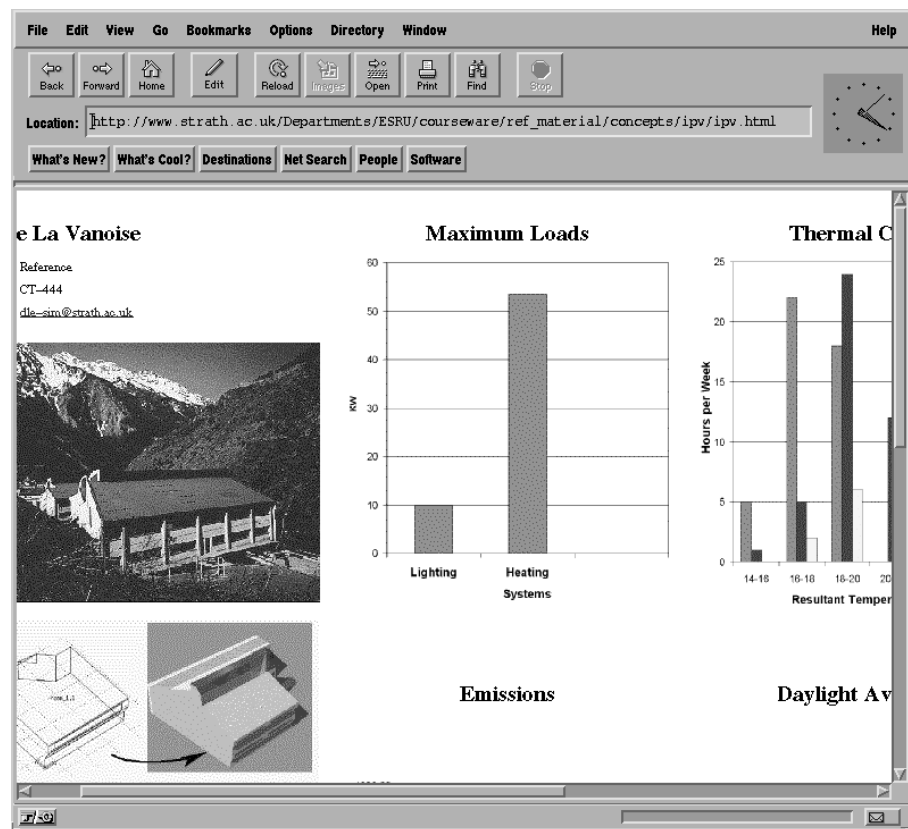 File Edit View Go Bookmarks Options Directory Window Help
Back Forward Home Edit Reload Images Open Print Find Stop
Location: http://www.strath.ac.uk/Departments/ESRU/courseware/ref_material/concepts/ipv/ipv.html
What's New? What's Cool? Destinations Net Search People Software
e La Vanoise
Reference
CT-444
dle-sim@strath.ac.uk
Maximum Loads
60
50
40
30
20
10
0
KW
Lighting Heating
Systems
Thermal C
25
20
15
10
5
0
Hours per Week
14-16 16-18 18-20 20
Resultant Temper
Emissions
Daylight Av